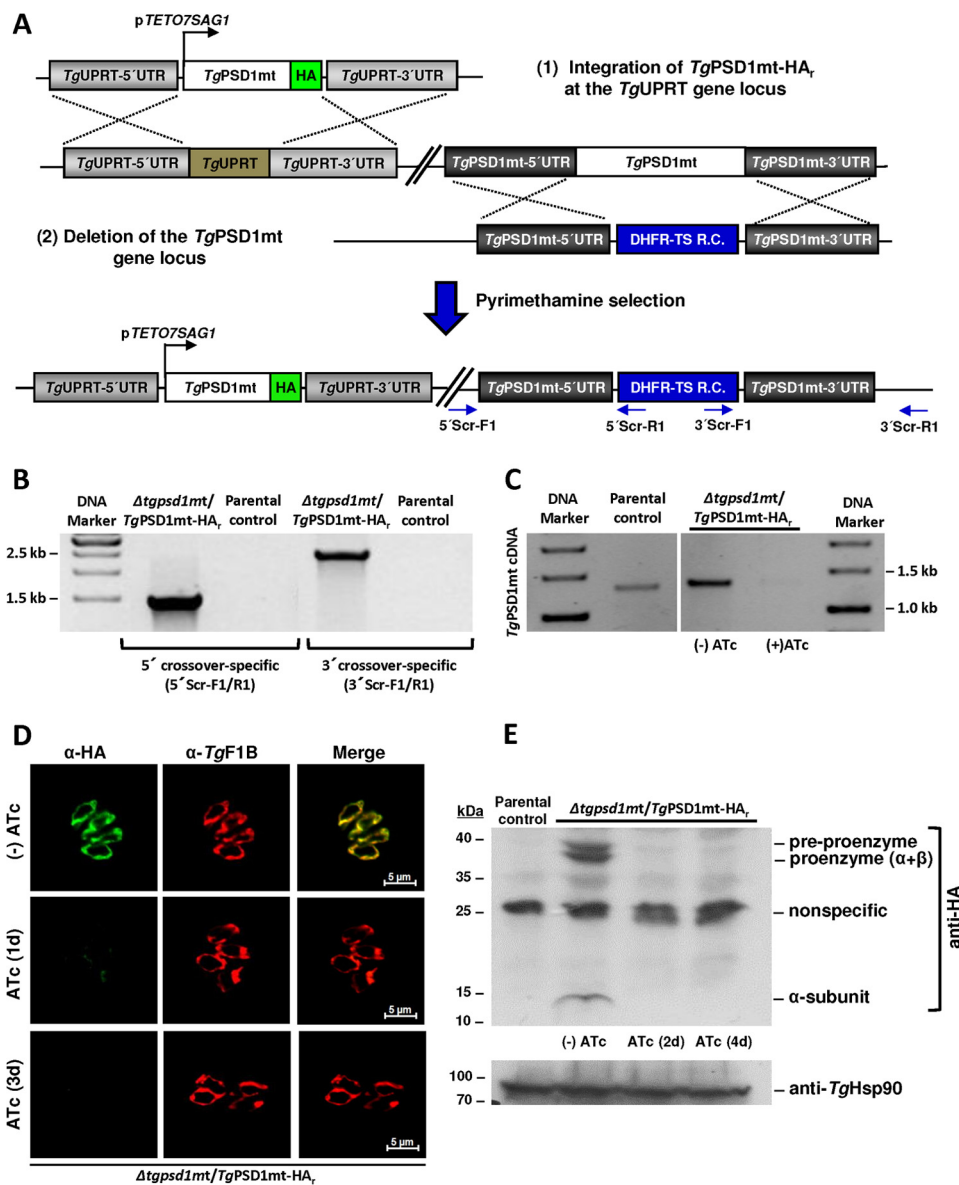 A
pTETO7SAG1
TgUPRT-5´UTR TgPSD1mt HA TgUPRT-3´UTR
(1) Integration of TgPSD1mt-HAr
at the TgUPRT gene locus
TgUPRT-5´UTR TgUPRT TgUPRT-3´UTR TgPSD1mt-5´UTR TgPSD1mt TgPSD1mt-3´UTR
(2) Deletion of the TgPSD1mt
gene locus
TgPSD1mt-5´UTR DHFR-TS R.C. TgPSD1mt-3´UTR
Pyrimethamine selection
pTETO7SAG1
TgUPRT-5´UTR TgPSD1mt HA TgUPRT-3´UTR TgPSD1mt-5´UTR DHFR-TS R.C. TgPSD1mt-3´UTR
5´Scr-F1 5´Scr-R1 3´Scr-F1 3´Scr-R1
B
DNA Marker
Δtgpsd1mt/
TgPSD1mt-HAr
Parental control
Δtgpsd1mt/
TgPSD1mt-HAr
Parental control
2.5 kb
1.5 kb
5´ crossover-specific
(5´Scr-F1/R1)
3´ crossover-specific
(3´Scr-F1/R1)
C
DNA Marker
Parental control
Δtgpsd1mt/
TgPSD1mt-HAr
DNA Marker
TgPSD1mt cDNA
1.5 kb
1.0 kb
(-) ATc (+)ATc
D
α-HA α-TgF1B Merge
(-) ATc
5 µm
ATc (1d)
5 µm
ATc (3d)
5 µm
Δtgpsd1mt/TgPSD1mt-HAr
E
kDa
Parental control
Δtgpsd1mt/TgPSD1mt-HAr
40
35
25
15
10
pre-proenzyme
proenzyme (α+β)
nonspecific
α-subunit
anti-HA
(-) ATc ATc (2d) ATc (4d)
100
70
anti-TgHsp90